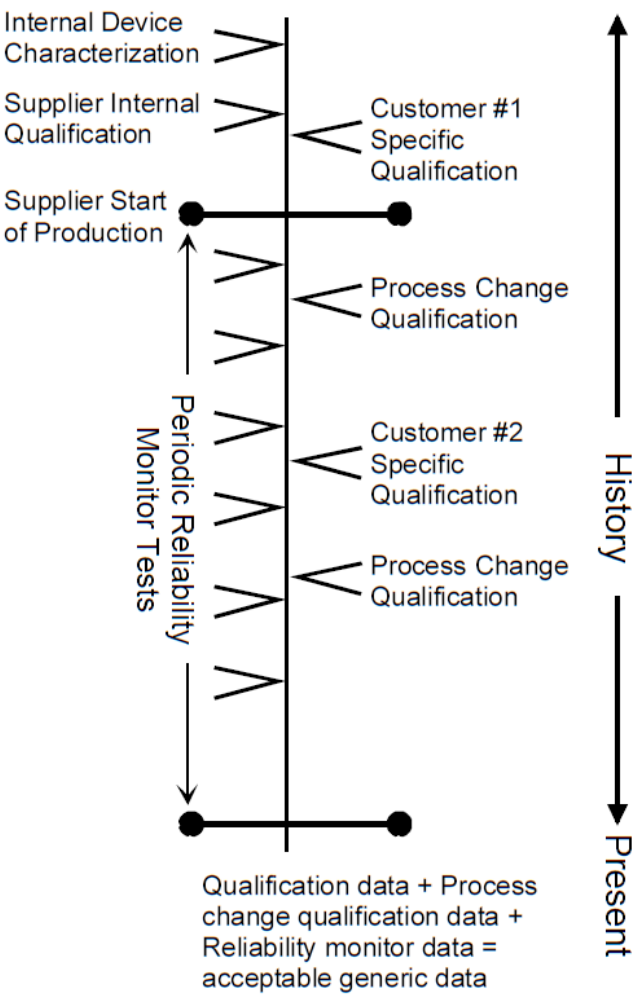 Internal Device
Characterization
Supplier Internal
Qualification
Customer #1
Specific
Qualification
Supplier Start
of Production
Process Change
Qualification
Periodic Reliability
Monitor Tests
Customer #2
Specific
Qualification
Process Change
Qualification
History
Present
Qualification data + Process
change qualification data +
Reliability monitor data =
acceptable generic data